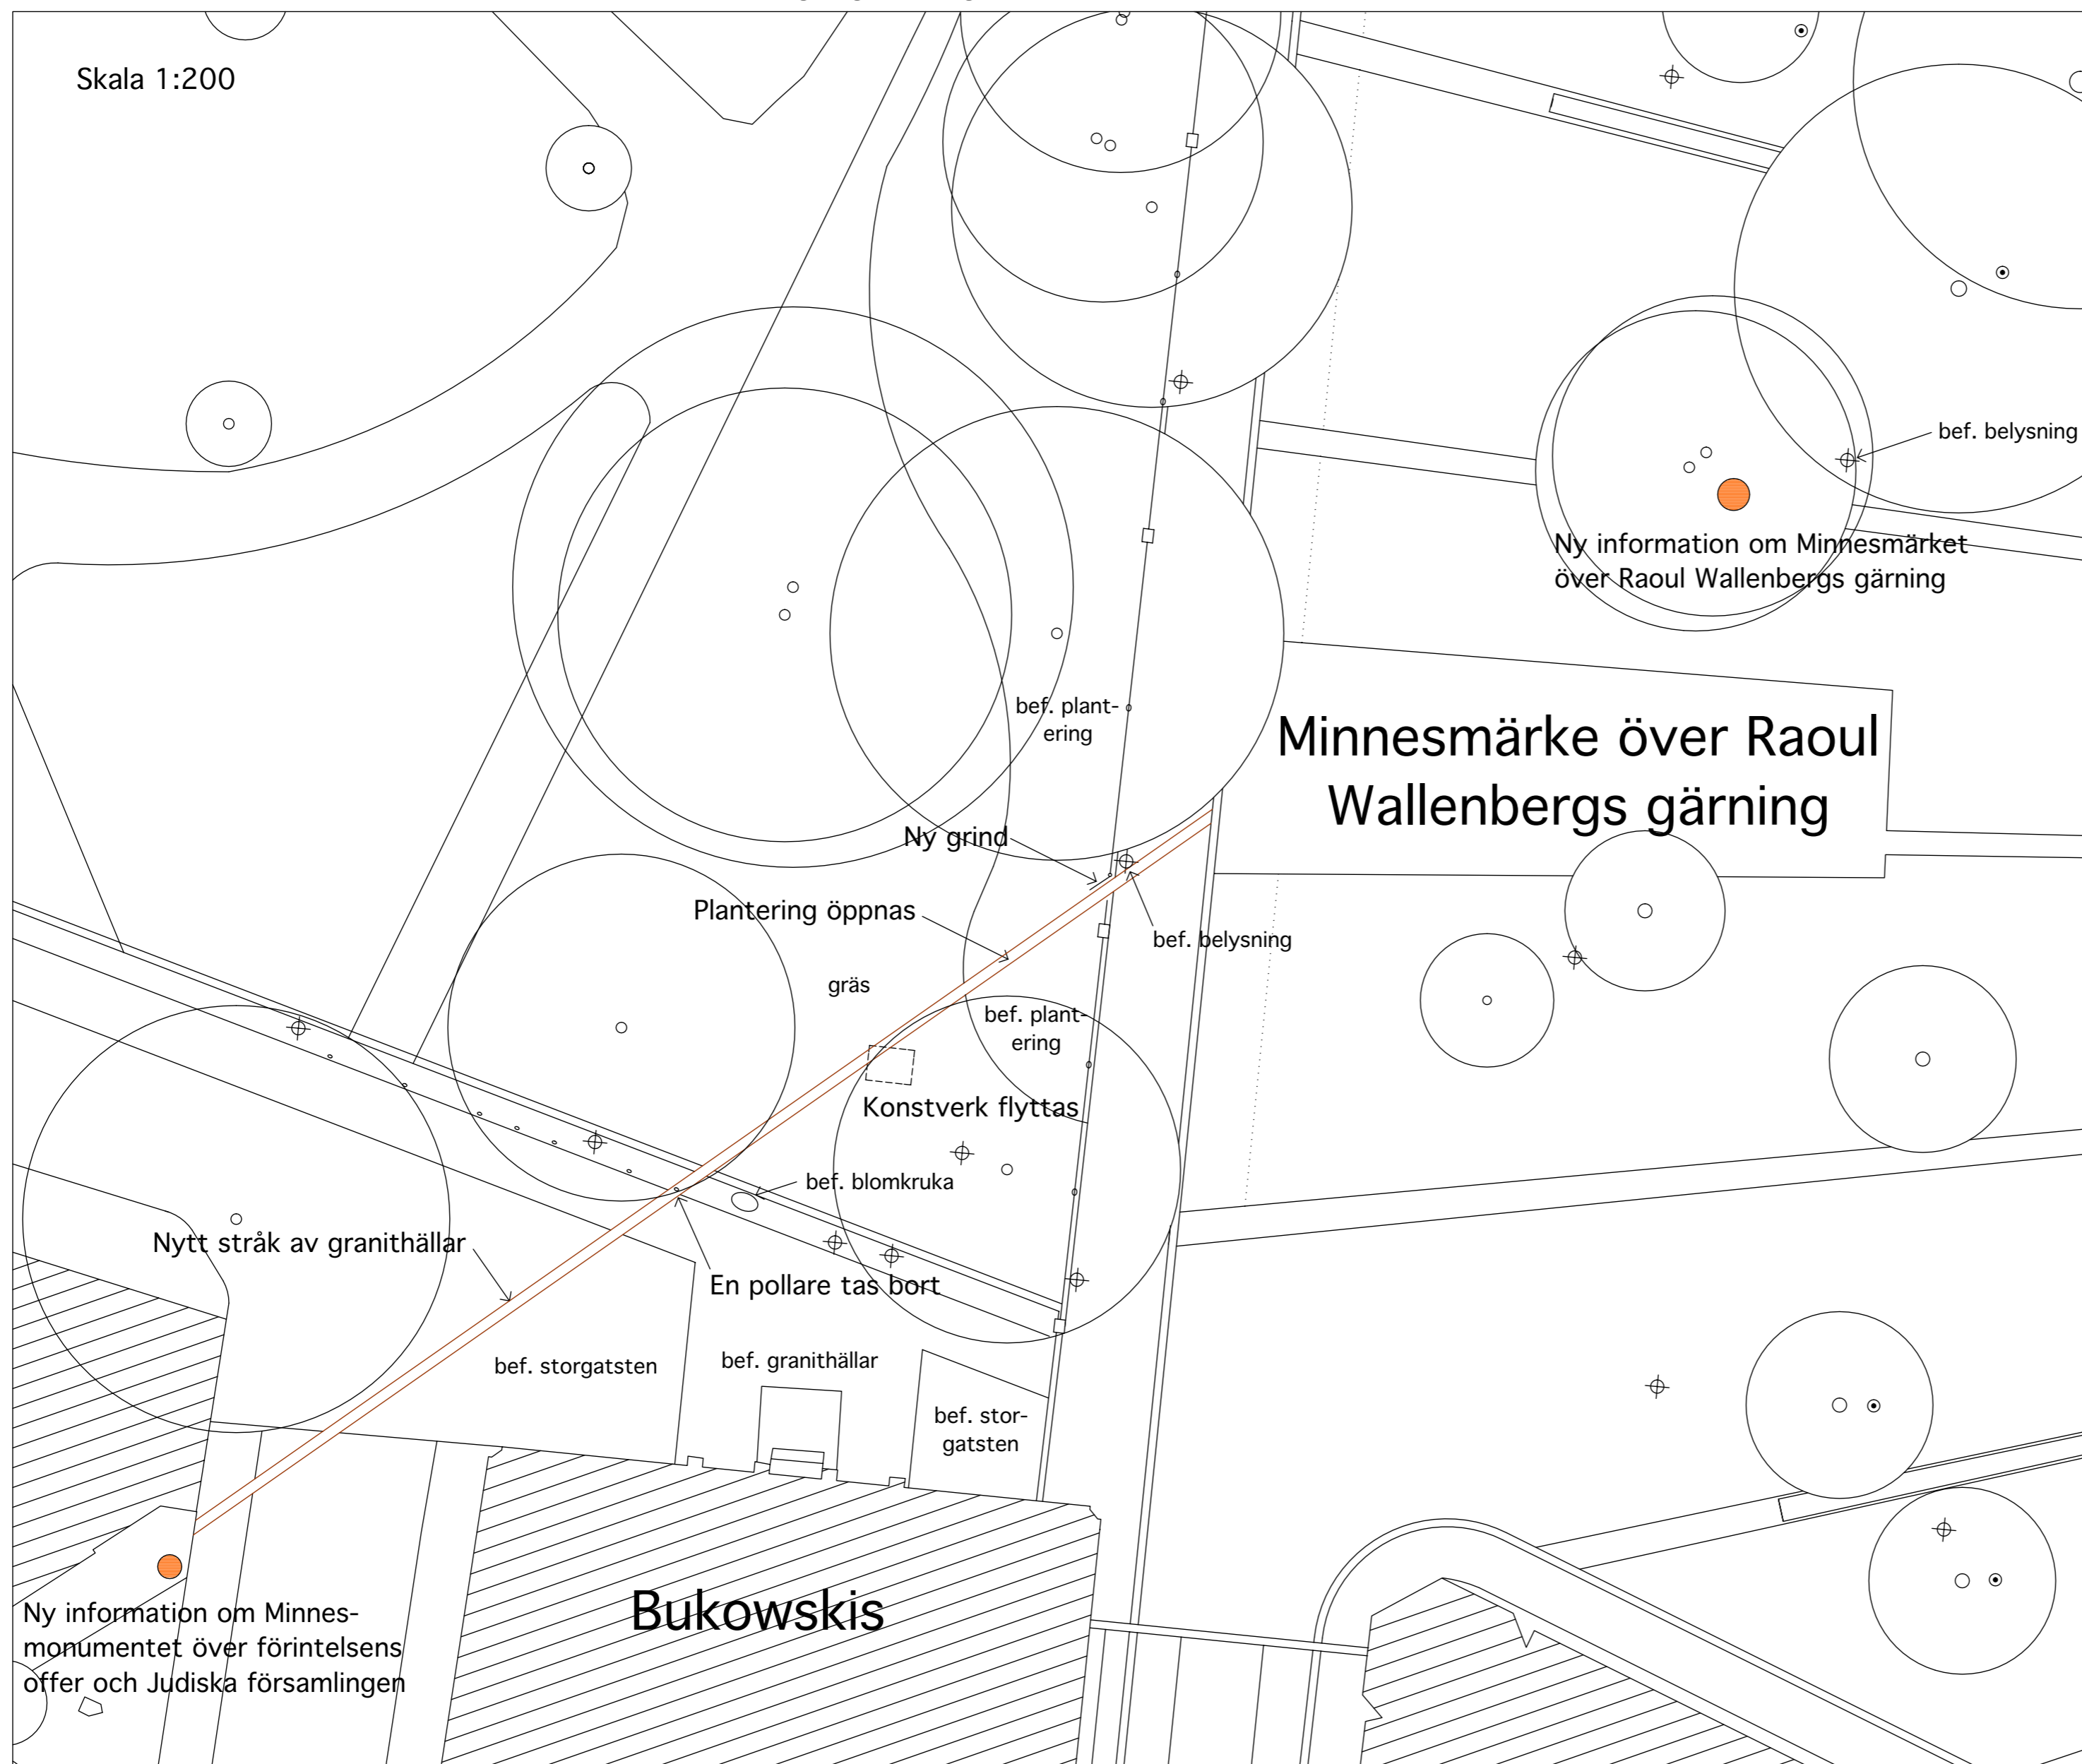 Skala 1:200
bef. belysning
Ny information om Minnesmärket
över Raoul Wallenbergs gärning
bef. plant-
ering
Minnesmärke över Raoul
Wallenbergs gärning
Ny grind
Plantering öppnas
bef. belysning
gräs
bef. plant-
ering
Konstverk flyttas
bef. blomkruka
Nytt stråk av granithällar
En pollare tas bort
bef. storgatsten
bef. granithällar
bef. stor-
gatsten
Bukowskis
Ny information om Minnes-
monumentet över förintelsens
offer och Judiska församlingen